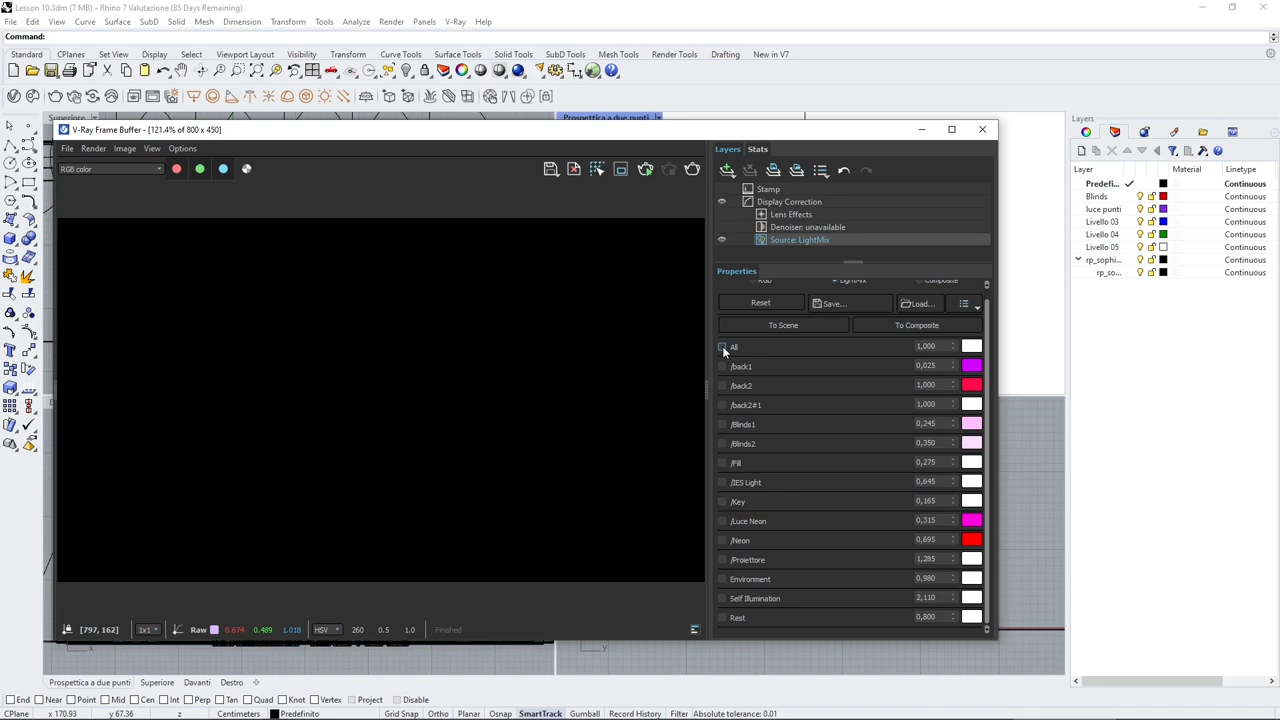 Lesson 10.3dm (7 MB) - Rhino 7 Valutazione (85 Days Remaining)
File Edit View Curve Surface SubD Solid Mesh Dimension Transform Tools Analyze Render Panels V-Ray Help
Command:
Standard CPlanes Set View Display Select Viewport Layout Visibility Transform Curve Tools Surface Tools Solid Tools SubD Tools Mesh Tools Render Tools Drafting New in V7
Superiore Prospettica a due punti
V-Ray Frame Buffer - [121.4% of 800 x 450]
File Render Image View Options
RGB color
Layers Stats
Stamp
Display Correction
Lens Effects
Denoiser: unavailable
Source: LightMix
Properties
RGB LightMix Composite
Reset Save... Load...
To Scene To Composite
All 1,000
/back1 0,025
/back2 1,000
/back2#1 1,000
/Blinds1 0,245
/Blinds2 0,350
/Fill 0,275
/IES Light 0,645
/Key 0,165
/Luce Neon 0,315
/Neon 0,695
/Proiettore 1,285
Environment 0,980
Self Illumination 2,110
Rest 0,800
[797, 162] 1x1 Raw 0.674 0.489 1.018 HSV 260 0.5 1.0 Finished
Layers
Layer Material Linetype
Predefi... Continuous
Blinds Continuous
luce punti Continuous
Livello 03 Continuous
Livello 04 Continuous
Livello 05 Continuous
rp_sophi... Continuous
rp_so... Continuous
x y
Prospettica a due punti Superiore Davanti Destro
End Near Point Mid Cen Int Perp Tan Quad Knot Vertex Project Disable
CPlane x 170.93 y 67.36 z Centimeters Predefinito Grid Snap Ortho Planar Osnap SmartTrack Gumball Record History Filter Absolute tolerance: 0.01